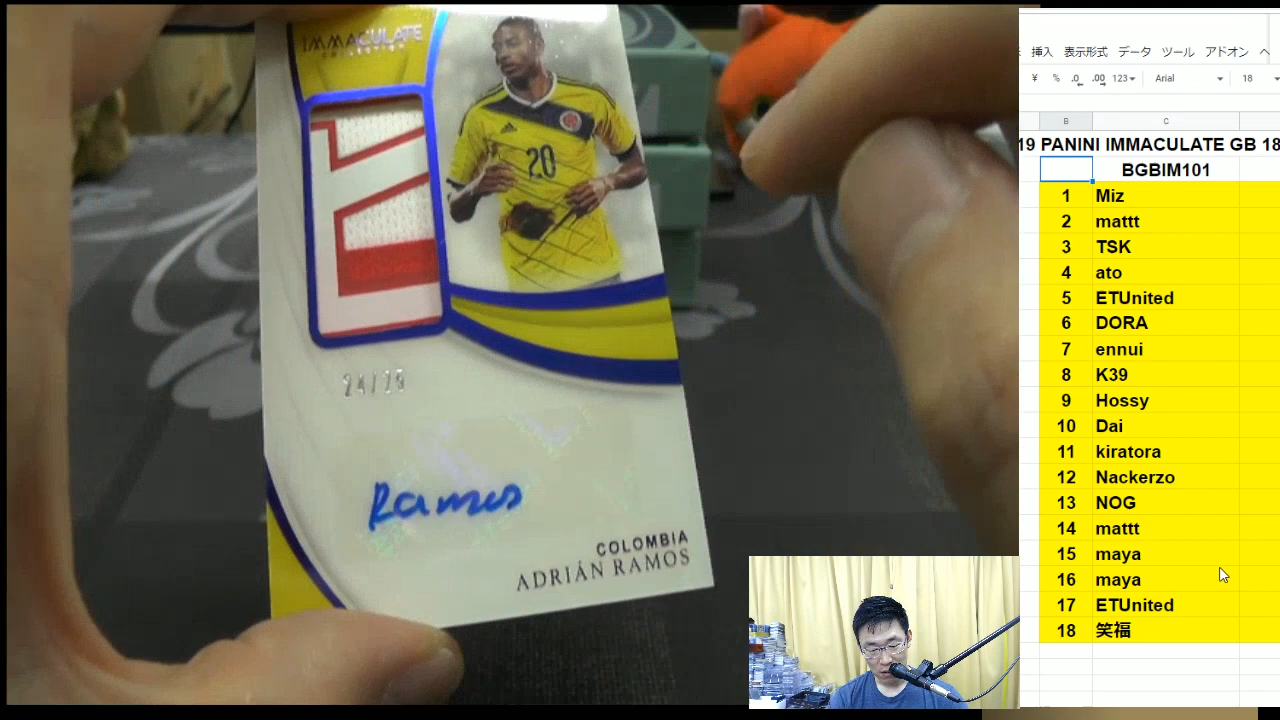 IMMACULATE
COLLECTION
20
Ramos
COLOMBIA
ADRIÁN RAMOS
挿入 表示形式 データ ツール アドオン ヘ
¥ % .0 .00 123 Arial 18
B C
19 PANINI IMMACULATE GB 18
BGBIM101
1 Miz
2 mattt
3 TSK
4 ato
5 ETUnited
6 DORA
7 ennui
8 K39
9 Hossy
10 Dai
11 kiratora
12 Nackerzo
13 NOG
14 mattt
15 maya
16 maya
17 ETUnited
18 笑福